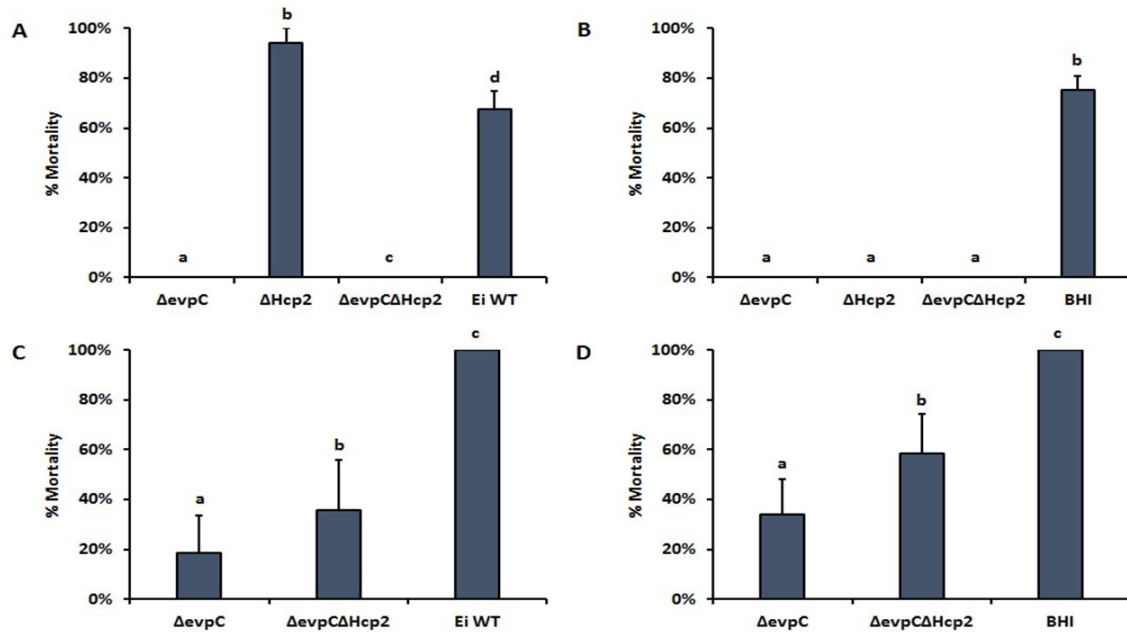 A
100%
80%
60%
40%
20%
0%
% Mortality
a
b
c
d
ΔevpC
ΔHcp2
ΔevpCΔHcp2
Ei WT
B
100%
80%
60%
40%
20%
0%
% Mortality
a
a
a
b
ΔevpC
ΔHcp2
ΔevpCΔHcp2
BHI
C
100%
80%
60%
40%
20%
0%
% Mortality
a
b
c
ΔevpC
ΔevpCΔHcp2
Ei WT
D
100%
80%
60%
40%
20%
0%
% Mortality
a
b
c
ΔevpC
ΔevpCΔHcp2
BHI